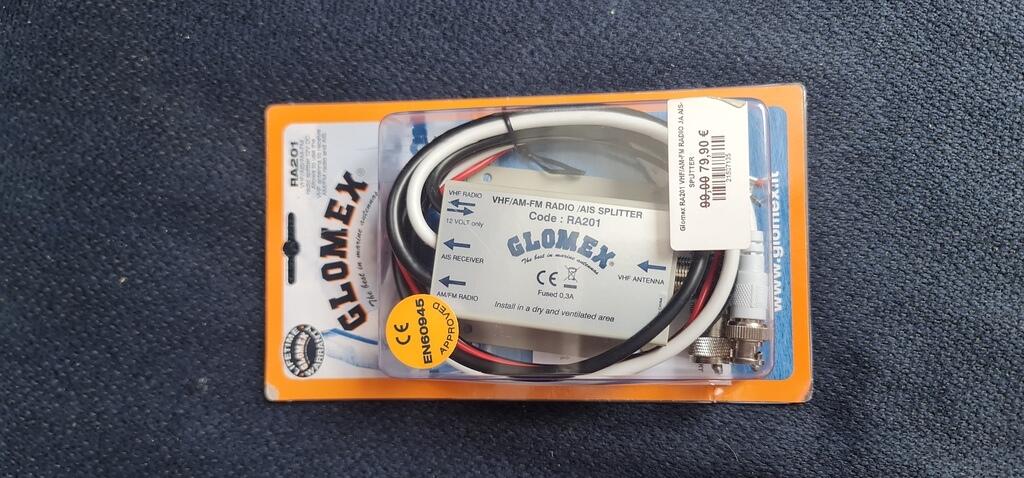 RA201
GLOMEX®
The best in marine antennas
VHF RADIO
12 VOLT only
AIS RECEIVER
AM/FM RADIO
VHF/AM-FM RADIO /AIS SPLITTER
Code : RA201
GLOMEX®
The best in marine antennas
CE
Fused 0,3A
VHF ANTENNA
Install in a dry and ventilated area
CE
EN60945
APPROVED
Glomex RA201 VHF/AM-FM RADIO JA AIS-
SPLITTER
99,00 79,90 €
21527135
www.glomex.it